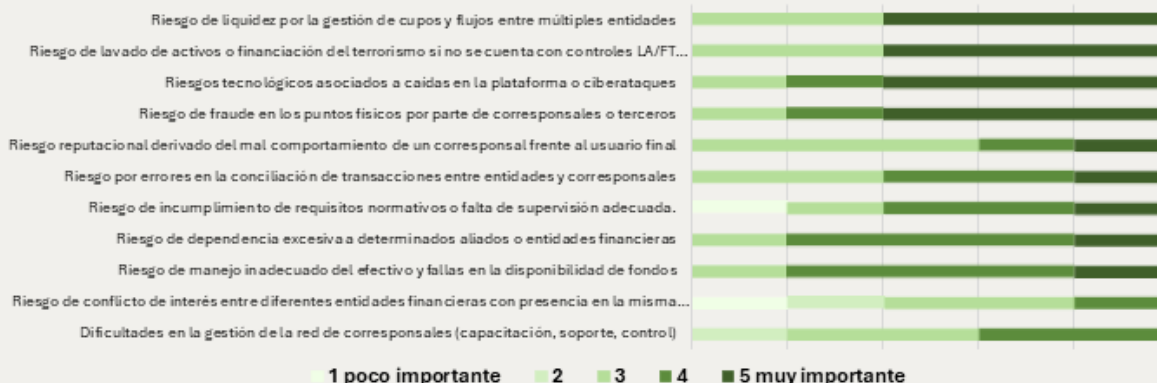 Riesgo de liquidez por la gestión de cupos y flujos entre múltiples entidades
Riesgo de lavado de activos o financiación del terrorismo si no se cuenta con controles LA/FT...
Riesgos tecnológicos asociados a caídas en la plataforma o ciberataques
Riesgo de fraude en los puntos físicos por parte de corresponsales o terceros
Riesgo reputacional derivado del mal comportamiento de un corresponsal frente al usuario final
Riesgo por errores en la conciliación de transacciones entre entidades y corresponsales
Riesgo de incumplimiento de requisitos normativos o falta de supervisión adecuada.
Riesgo de dependencia excesiva a determinados aliados o entidades financieras
Riesgo de manejo inadecuado del efectivo y fallas en la disponibilidad de fondos
Riesgo de conflicto de interés entre diferentes entidades financieras con presencia en la misma...
Dificultades en la gestión de la red de corresponsales (capacitación, soporte, control)
1 poco importante 2 3 4 5 muy importante